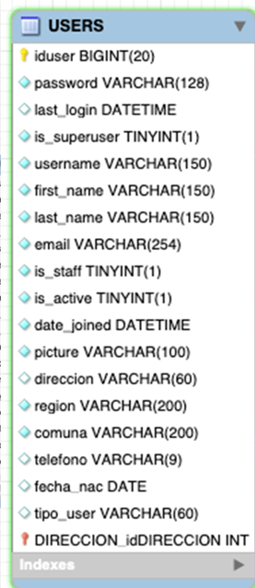 USERS
iduser BIGINT(20)
password VARCHAR(128)
last_login DATETIME
is_superuser TINYINT(1)
username VARCHAR(150)
first_name VARCHAR(150)
last_name VARCHAR(150)
email VARCHAR(254)
is_staff TINYINT(1)
is_active TINYINT(1)
date_joined DATETIME
picture VARCHAR(100)
direccion VARCHAR(60)
region VARCHAR(200)
comuna VARCHAR(200)
telefono VARCHAR(9)
fecha_nac DATE
tipo_user VARCHAR(60)
DIRECCION_idDIRECCION INT
Indexes